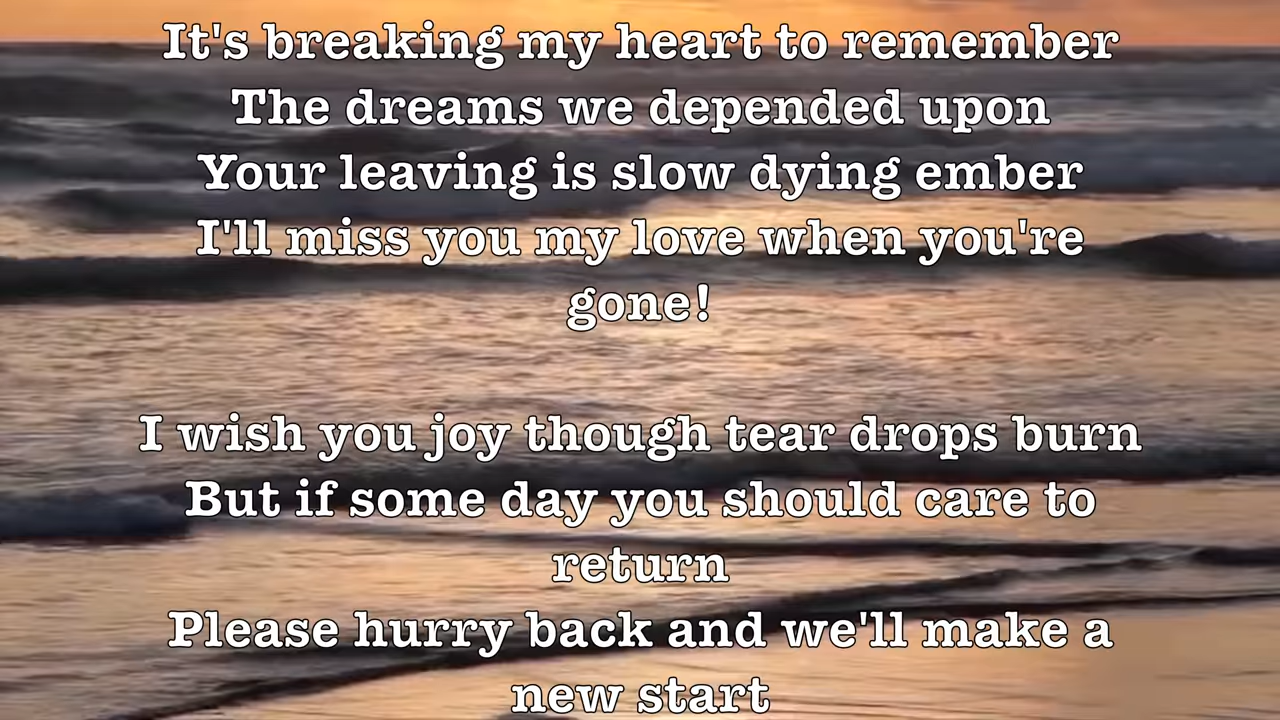 It's breaking my heart to remember
The dreams we depended upon
Your leaving is slow dying ember
I'll miss you my love when you're
gone!
I wish you joy though tear drops burn
But if some day you should care to
return
Please hurry back and we'll make a
new start